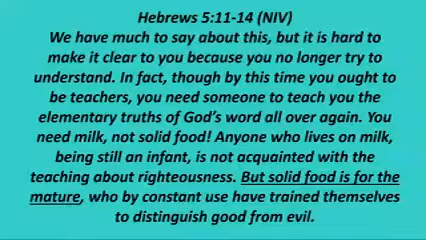 Hebrews 5:11-14 (NIV)
We have much to say about this, but it is hard to
make it clear to you because you no longer try to
understand. In fact, though by this time you ought to
be teachers, you need someone to teach you the
elementary truths of God’s word all over again. You
need milk, not solid food! Anyone who lives on milk,
being still an infant, is not acquainted with the
teaching about righteousness. But solid food is for the
mature, who by constant use have trained themselves
to distinguish good from evil.